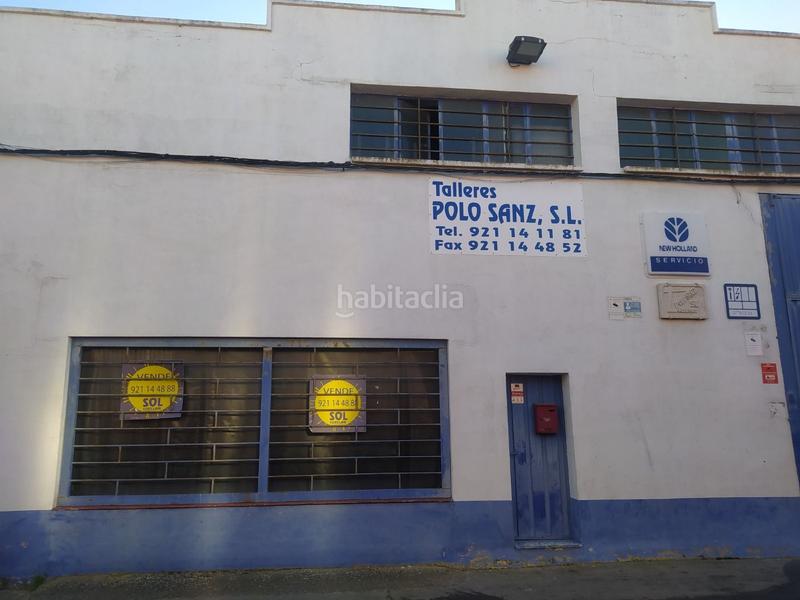 Talleres
POLO SANZ, S.L.
Tel. 921 14 11 81
Fax 921 14 48 52
NEW HOLLAND
SERVICIO
habitaclia
VENDE
921 14 48 88
SOL
VENDE
921 14 48 88
SOL